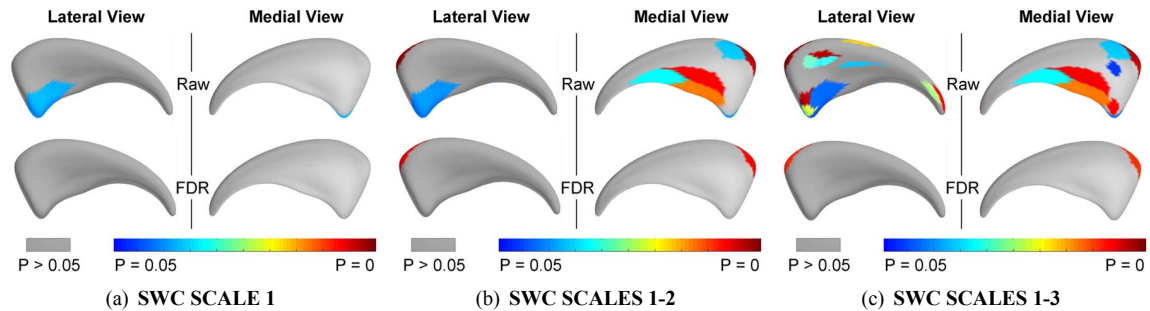 Lateral View Medial View Lateral View Medial View Lateral View Medial View
Raw Raw Raw
FDR FDR FDR
P > 0.05 P = 0.05 P = 0 P > 0.05 P = 0.05 P = 0 P > 0.05 P = 0.05 P = 0
(a) SWC SCALE 1 (b) SWC SCALES 1-2 (c) SWC SCALES 1-3